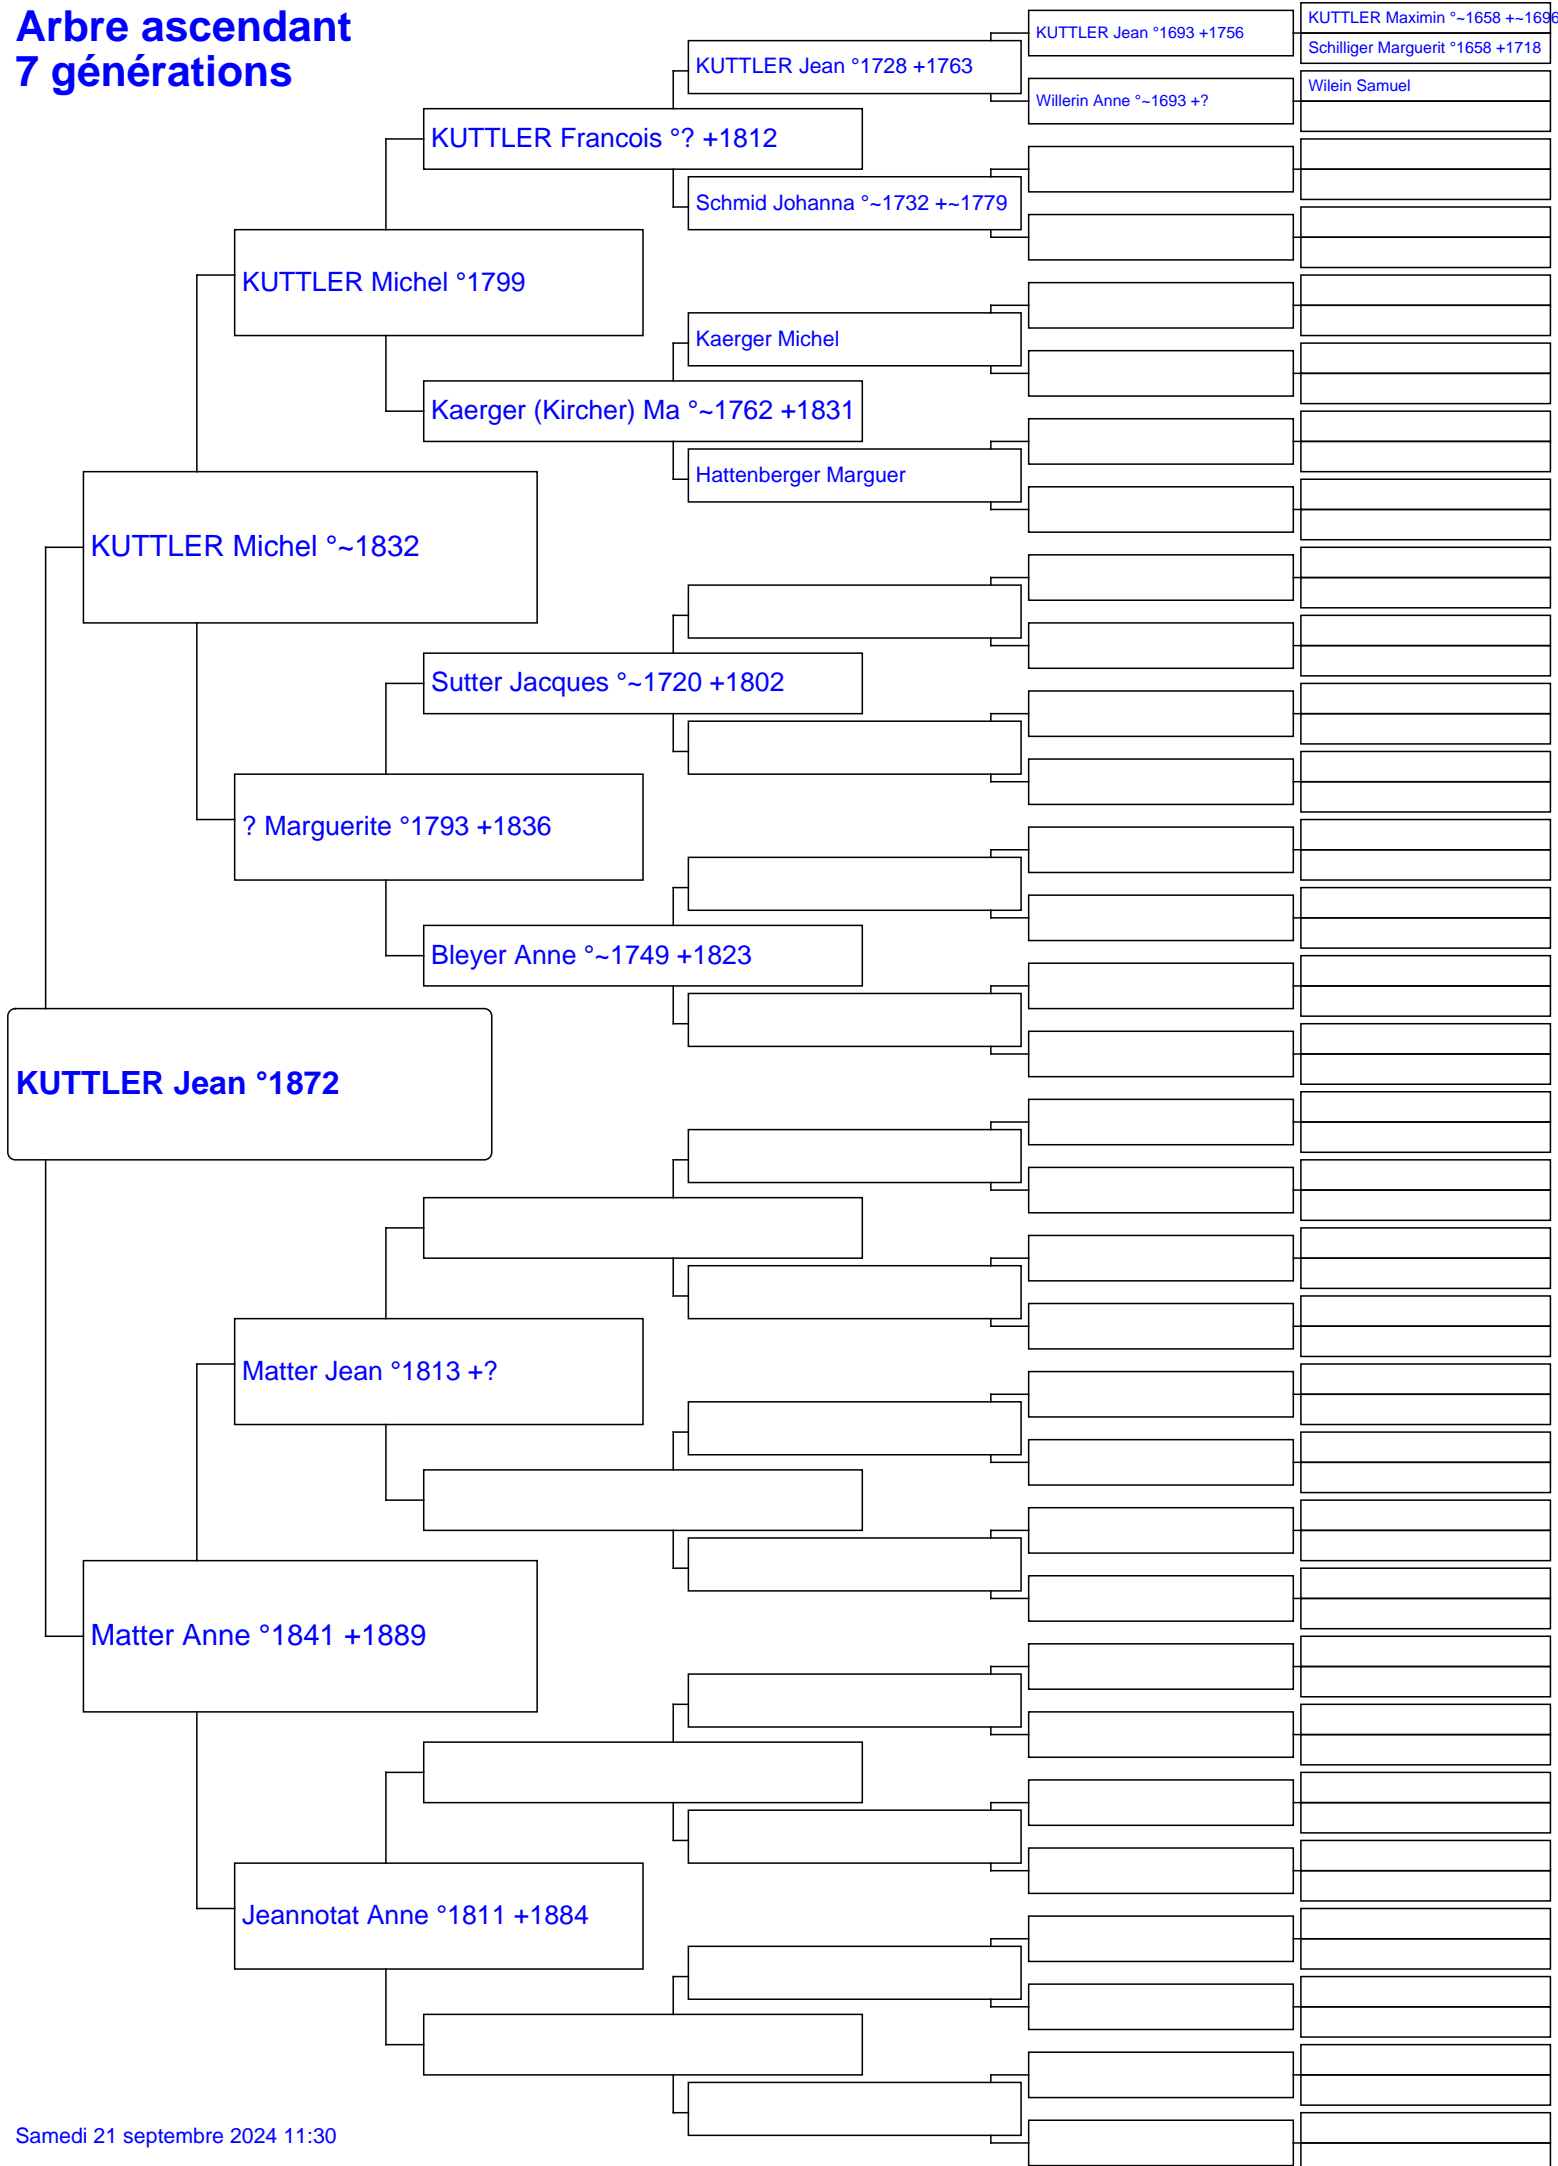 Arbre ascendant
7 générations
KUTTLER Maximin °~1658 +~1696
KUTTLER Jean °1693 +1756
Schilliger Marguerit °1658 +1718
KUTTLER Jean °1728 +1763
Wilein Samuel
Willerin Anne °~1693 +?
KUTTLER Francois °? +1812
Schmid Johanna °~1732 +~1779
KUTTLER Michel °1799
Kaerger Michel
Kaerger (Kircher) Ma °~1762 +1831
Hattenberger Marguer
KUTTLER Michel °~1832
Sutter Jacques °~1720 +1802
? Marguerite °1793 +1836
Bleyer Anne °~1749 +1823
KUTTLER Jean °1872
Matter Jean °1813 +?
Matter Anne °1841 +1889
Jeannotat Anne °1811 +1884
Samedi 21 septembre 2024 11:30